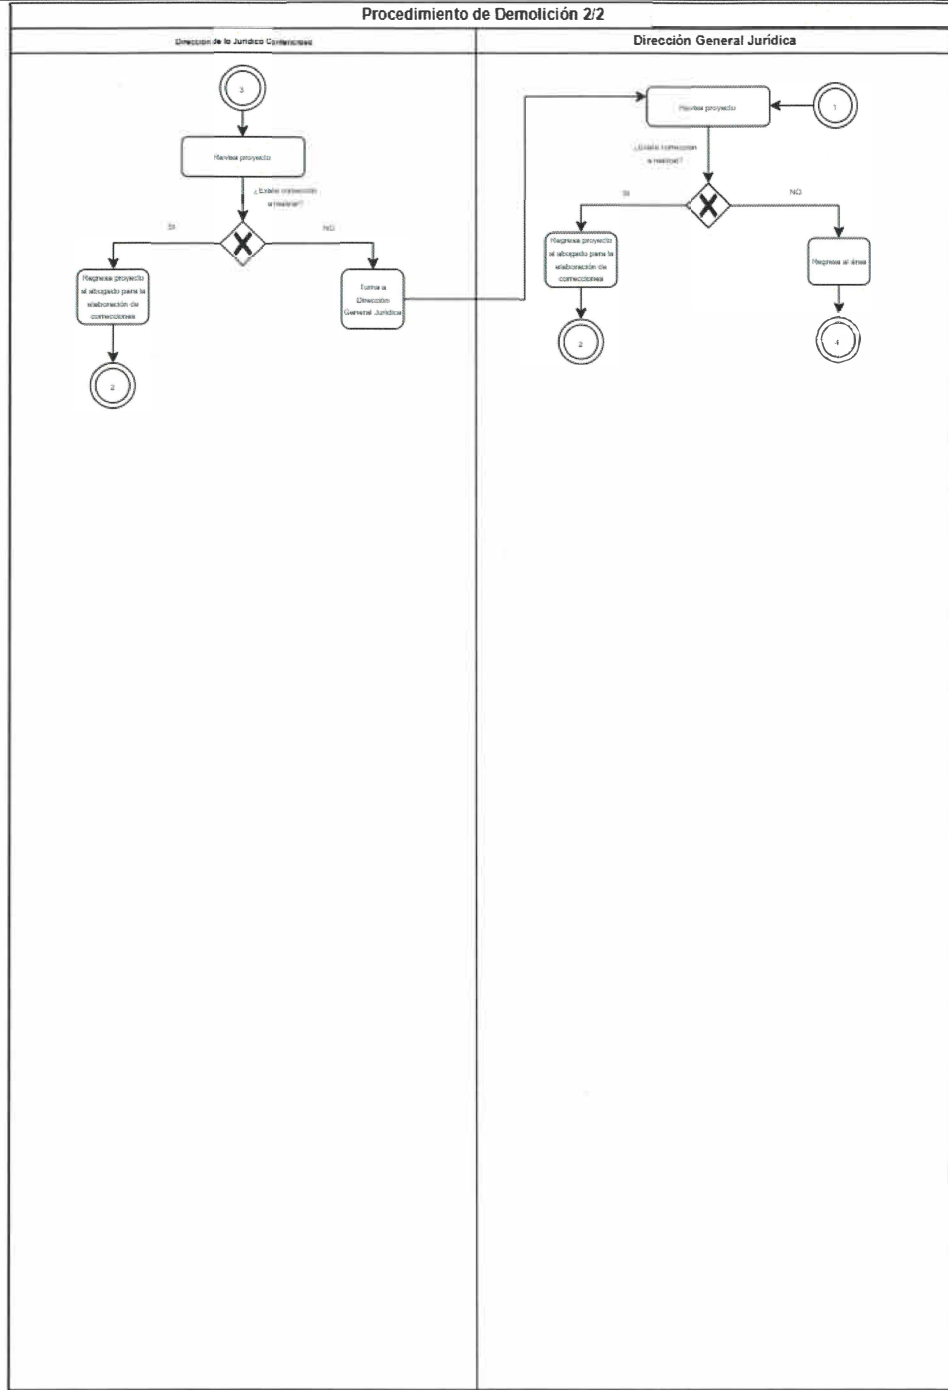 Procedimiento de Demolición 2/2
Dirección de lo Jurídico Contencioso
Dirección General Jurídica
3
Revisa proyecto
¿Existe corrección
a realizar?
SI
NO
Regresa proyecto
al abogado para la
elaboración de
correcciones
Turna a
Dirección
General Jurídica
2
Revisa proyecto
1
¿Existe corrección
a realizar?
SI
NO
Regresa proyecto
al abogado para la
elaboración de
correcciones
Regresa al área
2
4